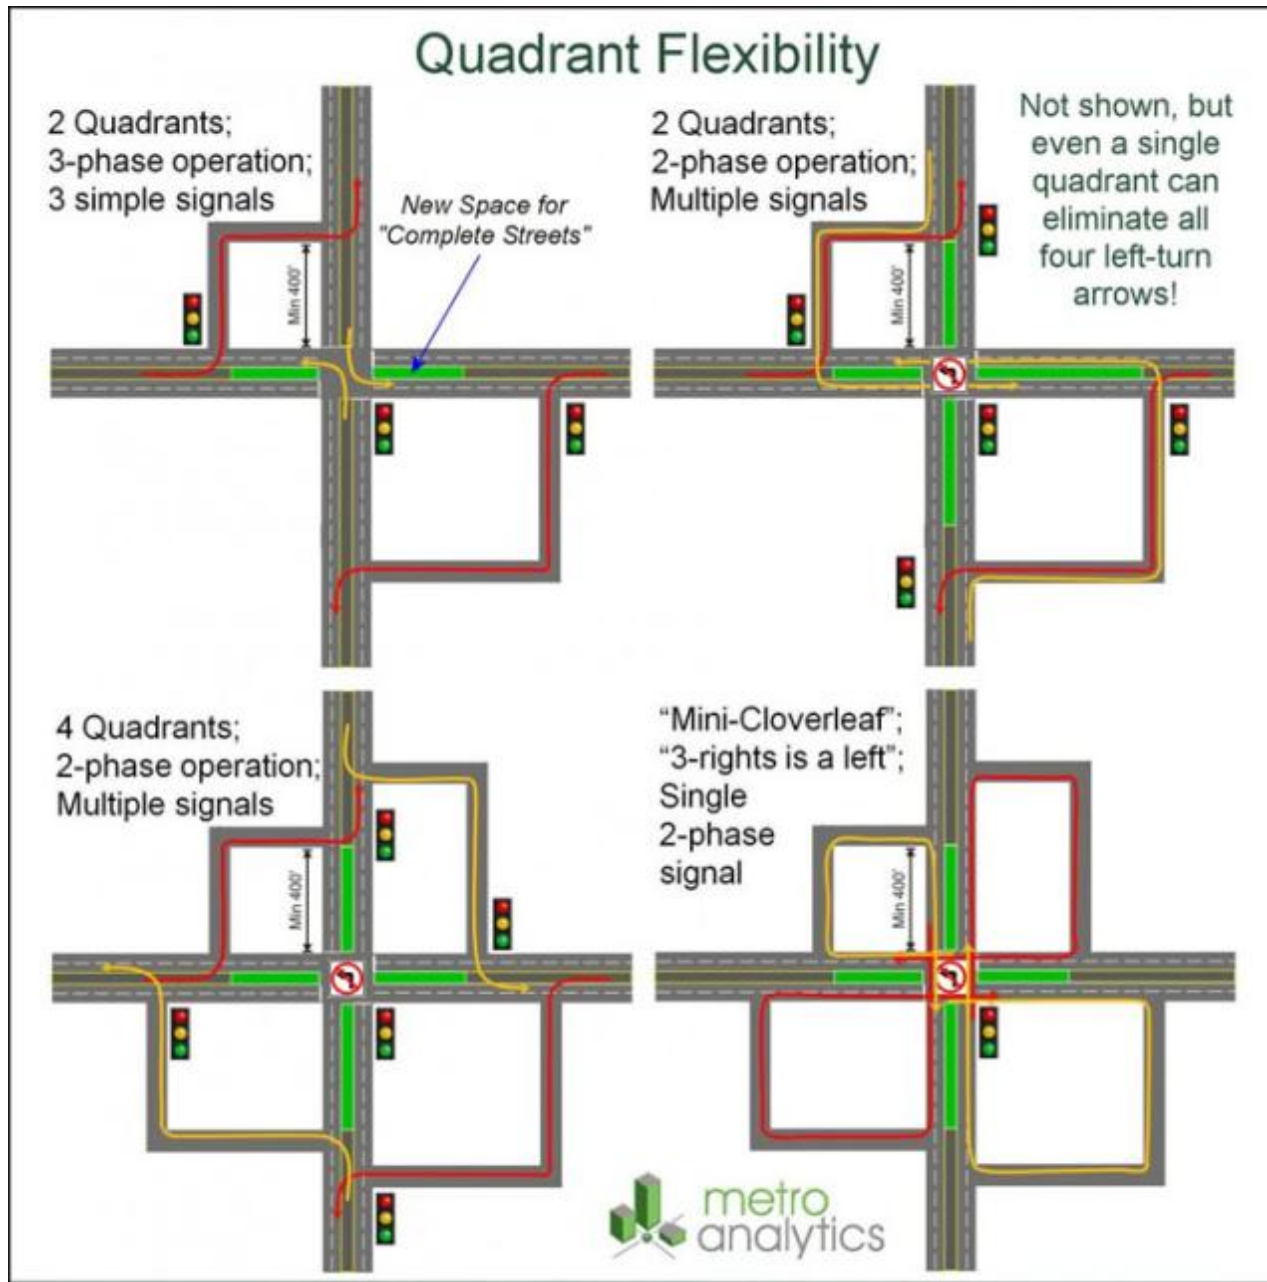 Quadrant Flexibility
2 Quadrants;
3-phase operation;
3 simple signals
New Space for
"Complete Streets"
Min 400'
2 Quadrants;
2-phase operation;
Multiple signals
Min 400'
Not shown, but
even a single
quadrant can
eliminate all
four left-turn
arrows!
4 Quadrants;
2-phase operation;
Multiple signals
Min 400'
“Mini-Cloverleaf”;
“3-rights is a left”;
Single
2-phase
signal
Min 400'
metro
analytics